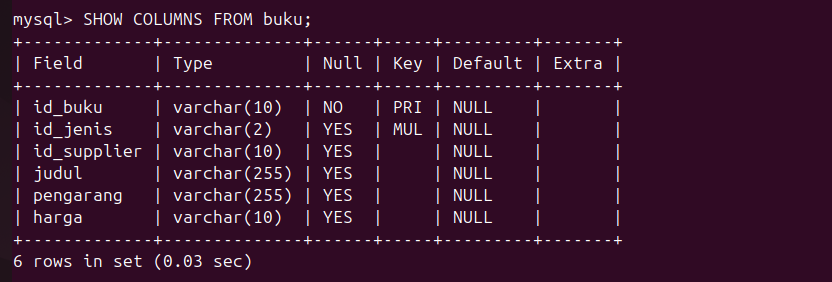 mysql> SHOW COLUMNS FROM buku;
+-------------+--------------+------+-----+---------+-------+
| Field       | Type         | Null | Key | Default | Extra |
+-------------+--------------+------+-----+---------+-------+
| id_buku     | varchar(10)  | NO   | PRI | NULL    |       |
| id_jenis    | varchar(2)   | YES  | MUL | NULL    |       |
| id_supplier | varchar(10)  | YES  |     | NULL    |       |
| judul       | varchar(255) | YES  |     | NULL    |       |
| pengarang   | varchar(255) | YES  |     | NULL    |       |
| harga       | varchar(10)  | YES  |     | NULL    |       |
+-------------+--------------+------+-----+---------+-------+
6 rows in set (0.03 sec)